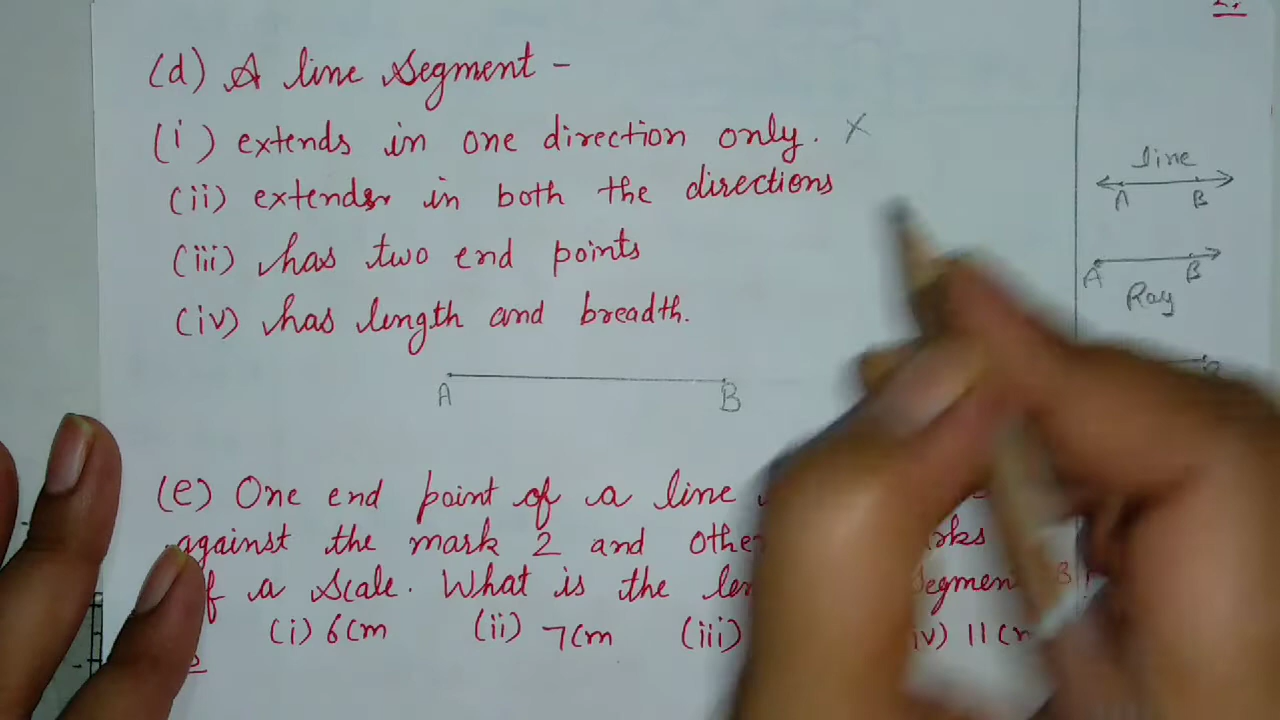 (d) A line Segment -
(i) extends in one direction only. ×
(ii) extends in both the directions
(iii) has two end points
(iv) has length and breadth.
A B
(e) One end point of a line
against the mark 2 and other
of a scale. What is the
(i) 6cm (ii) 7cm (iii) iv) 11
line
A B
A B
Ray